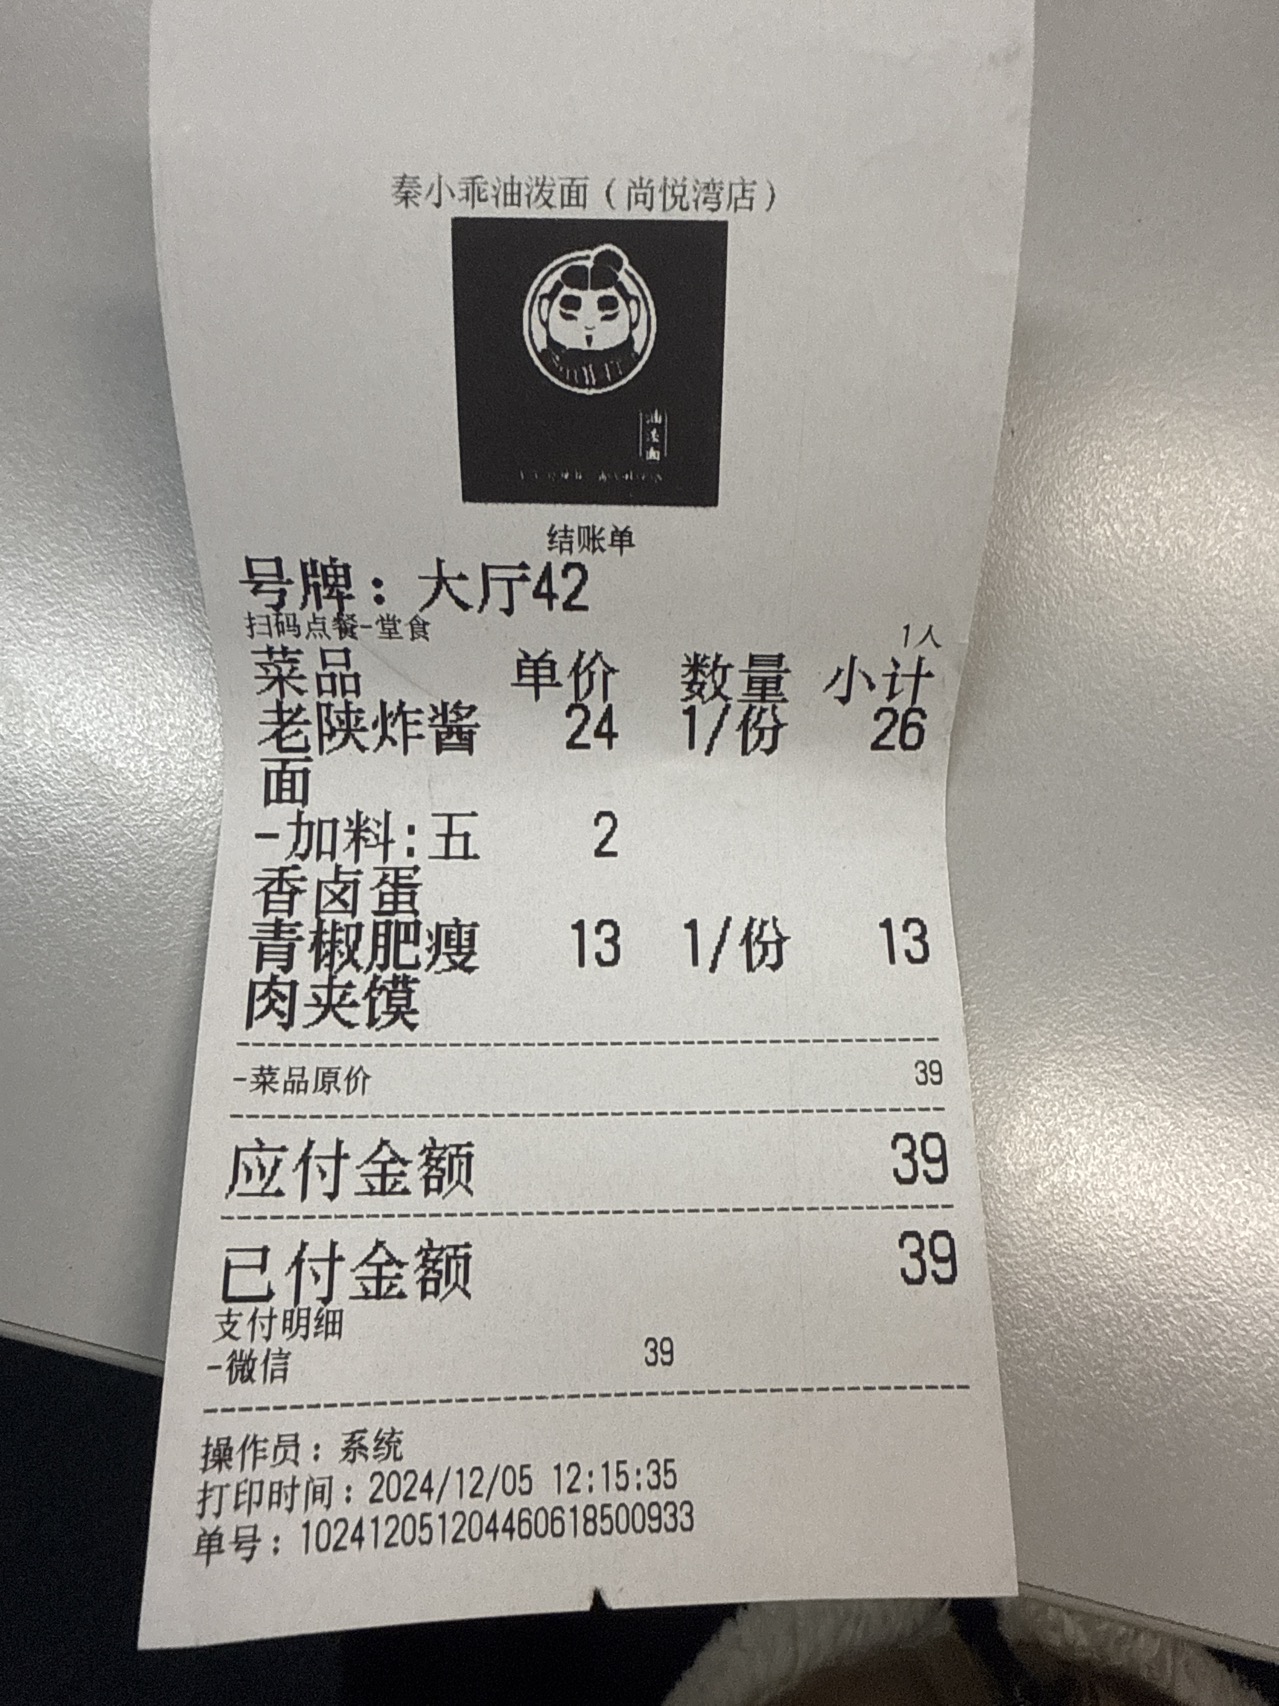 秦小乖油泼面（尚悦湾店）
油泼面
结账单
号牌：大厅42
扫码点餐-堂食 1人
菜品 单价 数量 小计
老陕炸酱 24 1/份 26
面
-加料:五 2
香卤蛋
青椒肥瘦 13 1/份 13
肉夹馍
-菜品原价 39
应付金额 39
已付金额 39
支付明细
-微信 39
操作员：系统
打印时间：2024/12/05 12:15:35
单号：102412051204460618500933